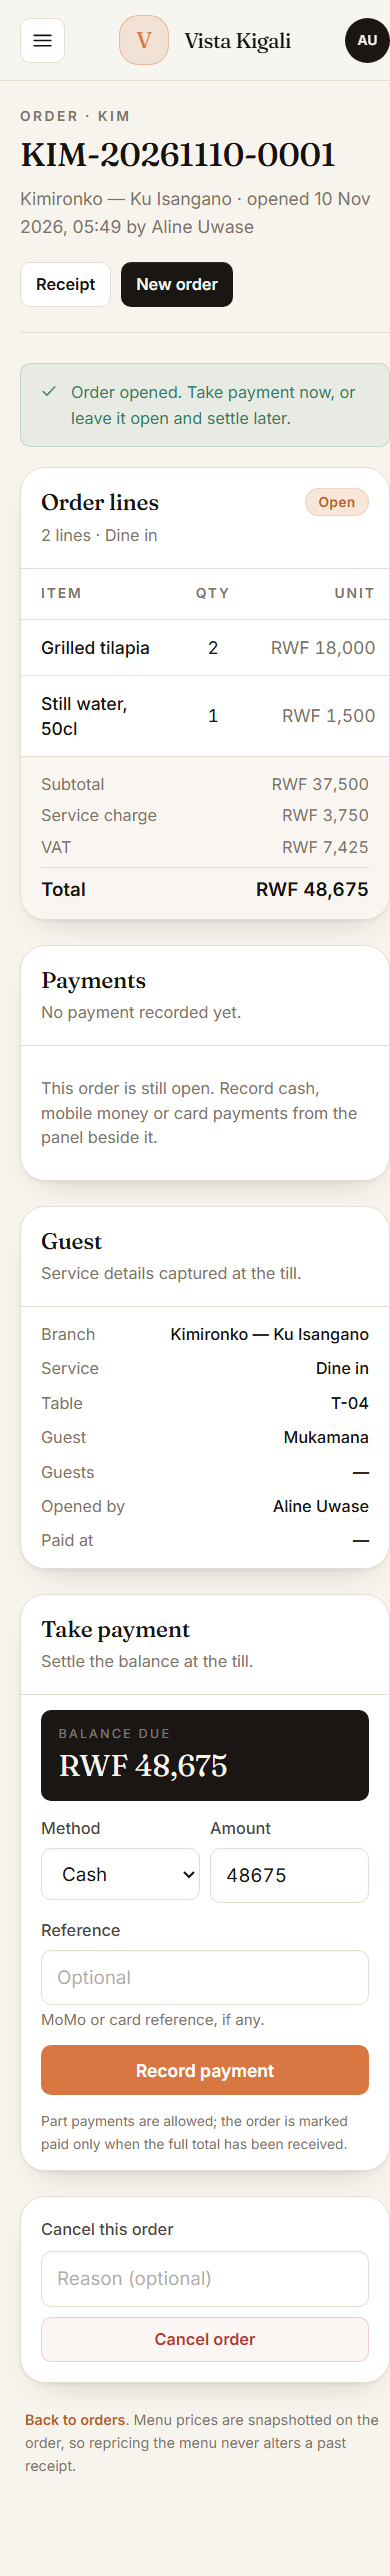 V
Vista Kigali
AU
ORDER · KIM
KIM-20261110-0001
Kimironko — Ku Isangano · opened 10 Nov
2026, 05:49 by Aline Uwase
Receipt
New order
Order opened. Take payment now, or
leave it open and settle later.
Order lines
Open
2 lines · Dine in
ITEM QTY UNIT
Grilled tilapia 2 RWF 18,000
Still water,
50cl 1 RWF 1,500
Subtotal RWF 37,500
Service charge RWF 3,750
VAT RWF 7,425
Total RWF 48,675
Payments
No payment recorded yet.
This order is still open. Record cash,
mobile money or card payments from the
panel beside it.
Guest
Service details captured at the till.
Branch Kimironko — Ku Isangano
Service Dine in
Table T-04
Guest Mukamana
Guests —
Opened by Aline Uwase
Paid at —
Take payment
Settle the balance at the till.
BALANCE DUE
RWF 48,675
Method Amount
Cash 48675
Reference
Optional
MoMo or card reference, if any.
Record payment
Part payments are allowed; the order is marked
paid only when the full total has been received.
Cancel this order
Reason (optional)
Cancel order
Back to orders. Menu prices are snapshotted on the
order, so repricing the menu never alters a past
receipt.